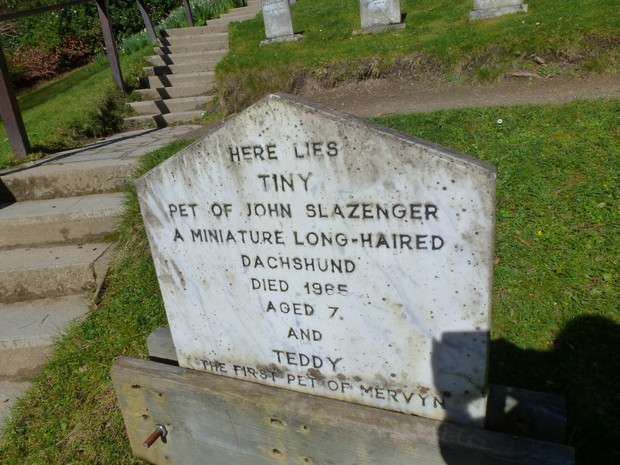 HERE LIES
TINY
PET OF JOHN SLAZENGER
A MINIATURE LONG-HAIRED
DACHSHUND
DIED 1965
AGED 7.
AND
TEDDY
THE FIRST PET OF MERVYN